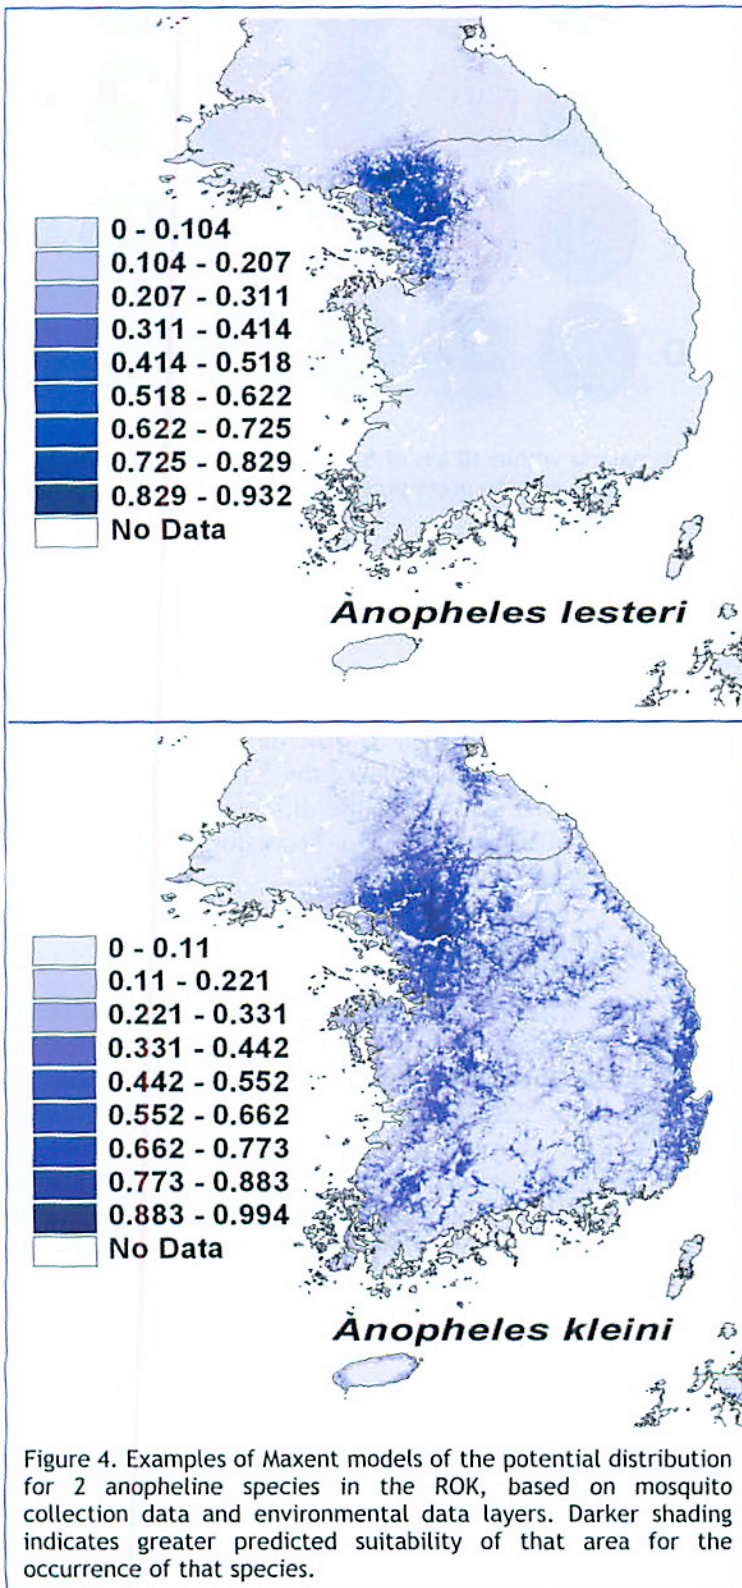 0 - 0.104
0.104 - 0.207
0.207 - 0.311
0.311 - 0.414
0.414 - 0.518
0.518 - 0.622
0.622 - 0.725
0.725 - 0.829
0.829 - 0.932
No Data
Anopheles lesteri
0 - 0.11
0.11 - 0.221
0.221 - 0.331
0.331 - 0.442
0.442 - 0.552
0.552 - 0.662
0.662 - 0.773
0.773 - 0.883
0.883 - 0.994
No Data
Anopheles kleini
Figure 4. Examples of Maxent models of the potential distribution
for 2 anopheline species in the ROK, based on mosquito
collection data and environmental data layers. Darker shading
indicates greater predicted suitability of that area for the
occurrence of that species.